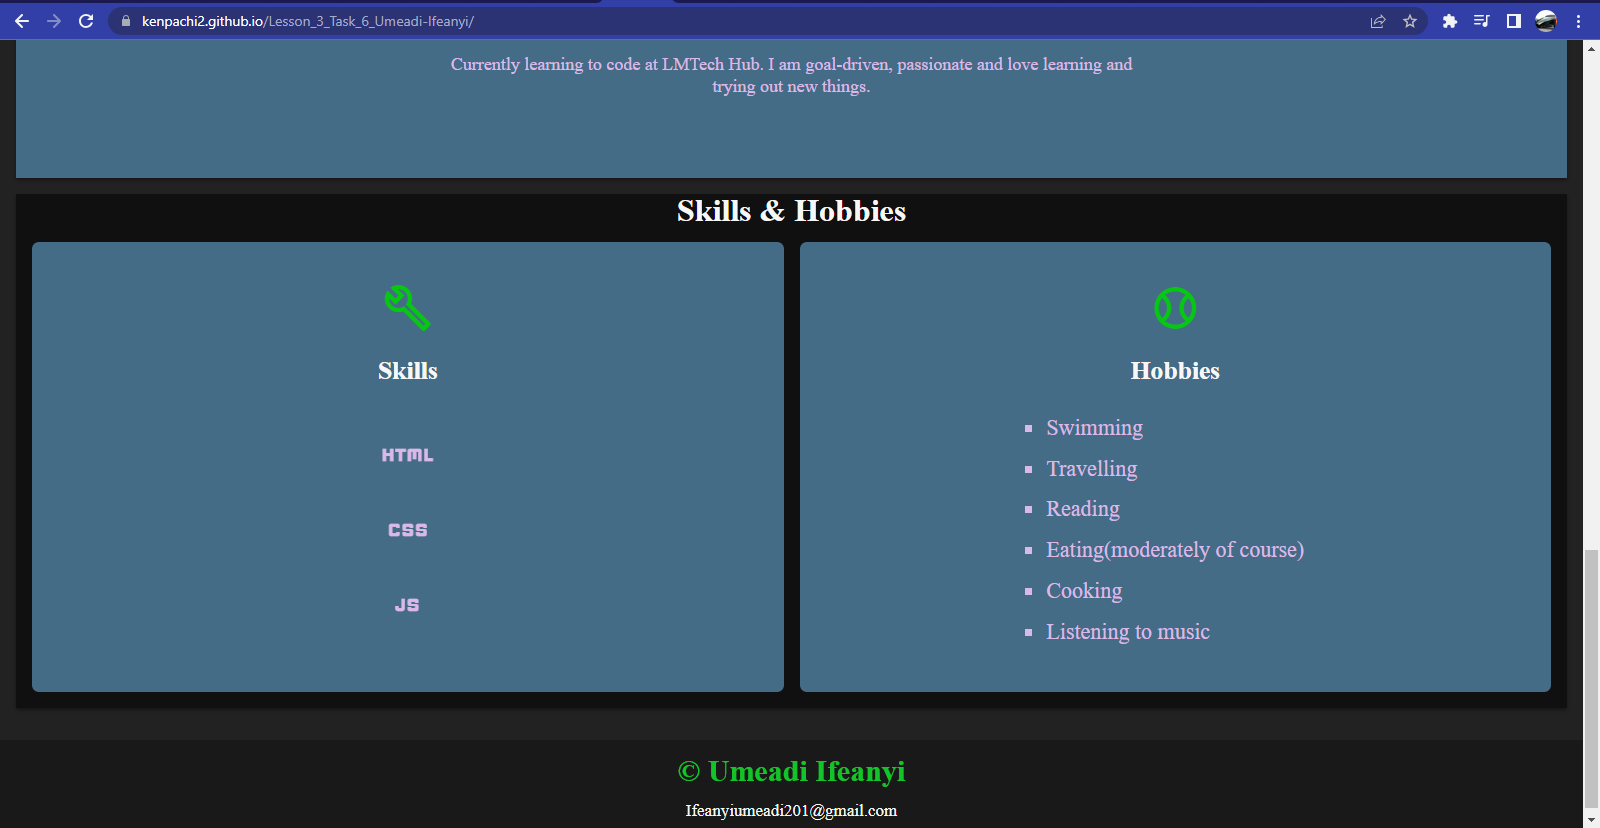 kenpachi2.github.io/Lesson_3_Task_6_Umeadi-Ifeanyi/
Currently learning to code at LMTech Hub. I am goal-driven, passionate and love learning and
trying out new things.
Skills & Hobbies
Skills
HTML
CSS
JS
Hobbies
Swimming
Travelling
Reading
Eating(moderately of course)
Cooking
Listening to music
© Umeadi Ifeanyi
Ifeanyiumeadi201@gmail.com